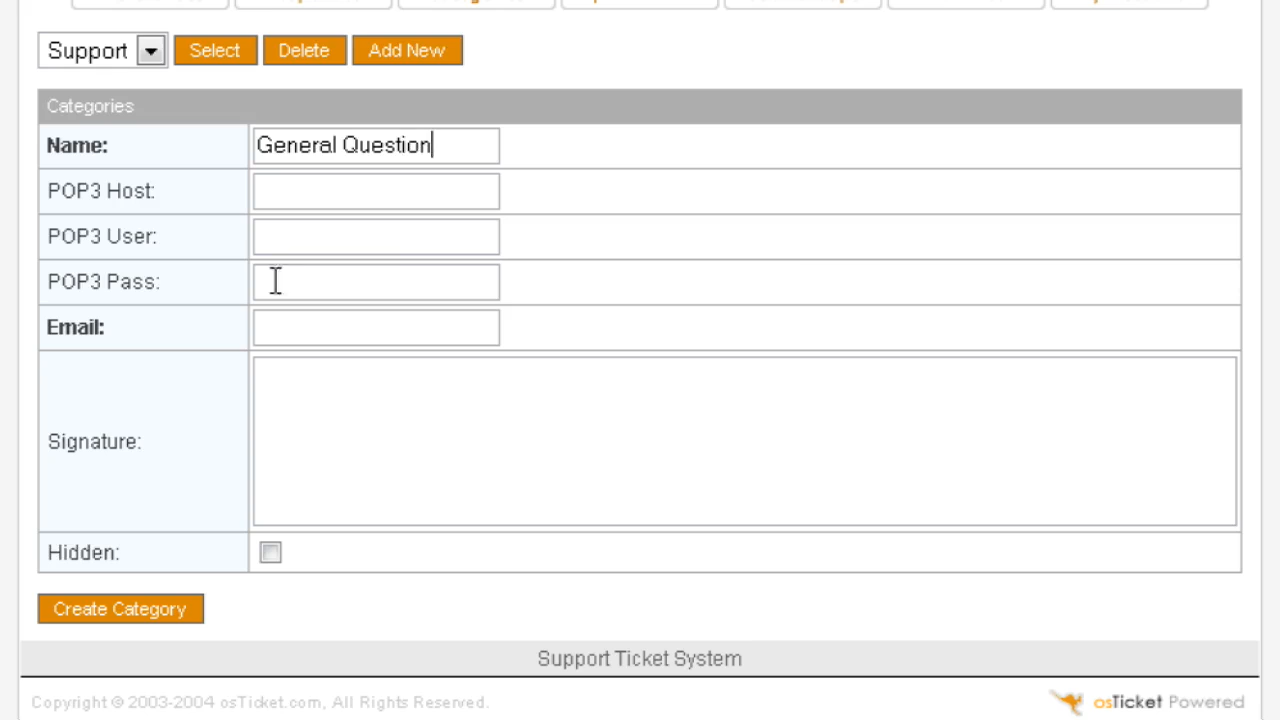 Support Select Delete Add New
Categories
Name: General Question
POP3 Host:
POP3 User:
POP3 Pass:
Email:
Signature:
Hidden:
Create Category
Support Ticket System
Copyright © 2003-2004 osTicket.com, All Rights Reserved. osTicket Powered